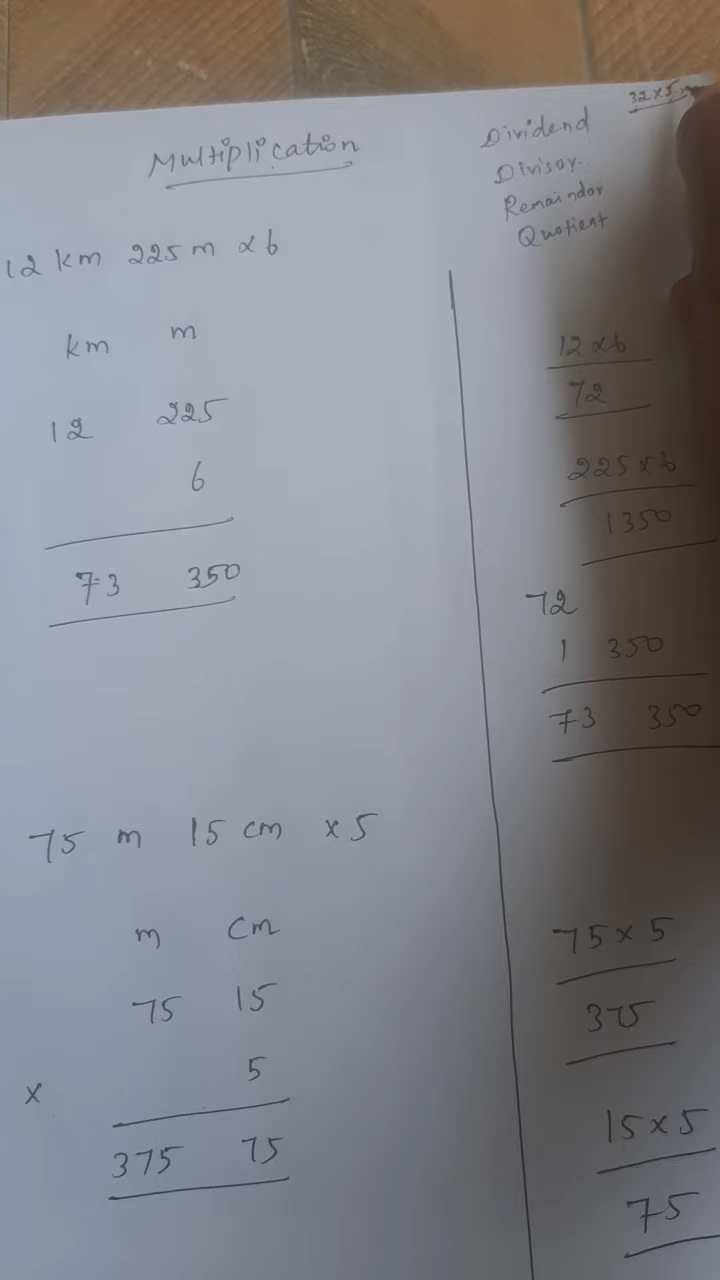 Multiplication
12 km 225 m × 6
km m
12 225
6
73 350
75 m 15 cm × 5
m cm
75 15
× 5
375 75
32×5
Dividend
Divisor
Remaindor
Quotient
12×6
72
225×6
1350
72
1 350
73 350
75×5
375
15×5
75